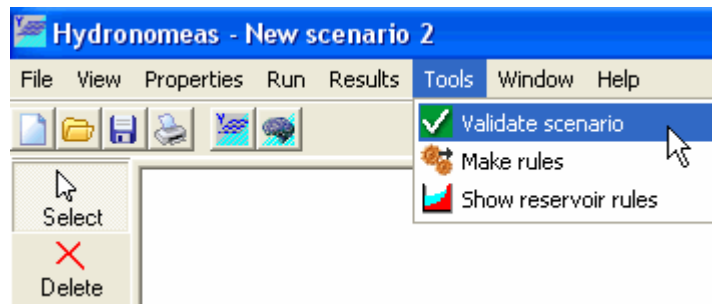 Hydronomeas - New scenario 2
File View Properties Run Results Tools Window Help
Validate scenario
Make rules
Show reservoir rules
Select
Delete